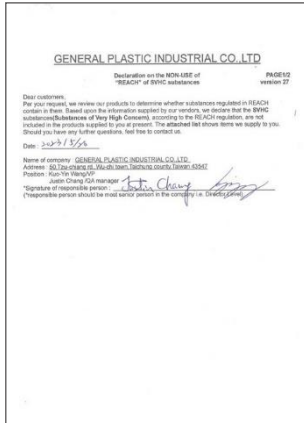 GENERAL PLASTIC INDUSTRIAL CO.,LTD
Declaration on the NON-USE of
"REACH" of SVHC substances
PAGE1/2
version 27
Dear customers,
Per your request, we review our products to determine whether substances regulated in REACH
contain in them. Based upon the information supplied by our vendors, we declare that the SVHC
substances(Substances of Very High Concern), according to the REACH regulation, are not
included in the products supplied to you at present. The attached list shows items we supply to you.
Should you have any further questions, feel free to contact us.
Date :
Name of company : GENERAL PLASTIC INDUSTRIAL CO.,LTD
Address : 50,Tzu-chiang rd.,Wu-chi town,Taichung county,Taiwan 43547
Position : Kuo-Yin Wang/VP
Justin Chang /QA manager
*Signature of responsible person : Justin Chang
(*responsible person should be most senior person in the company i.e. Director Level)